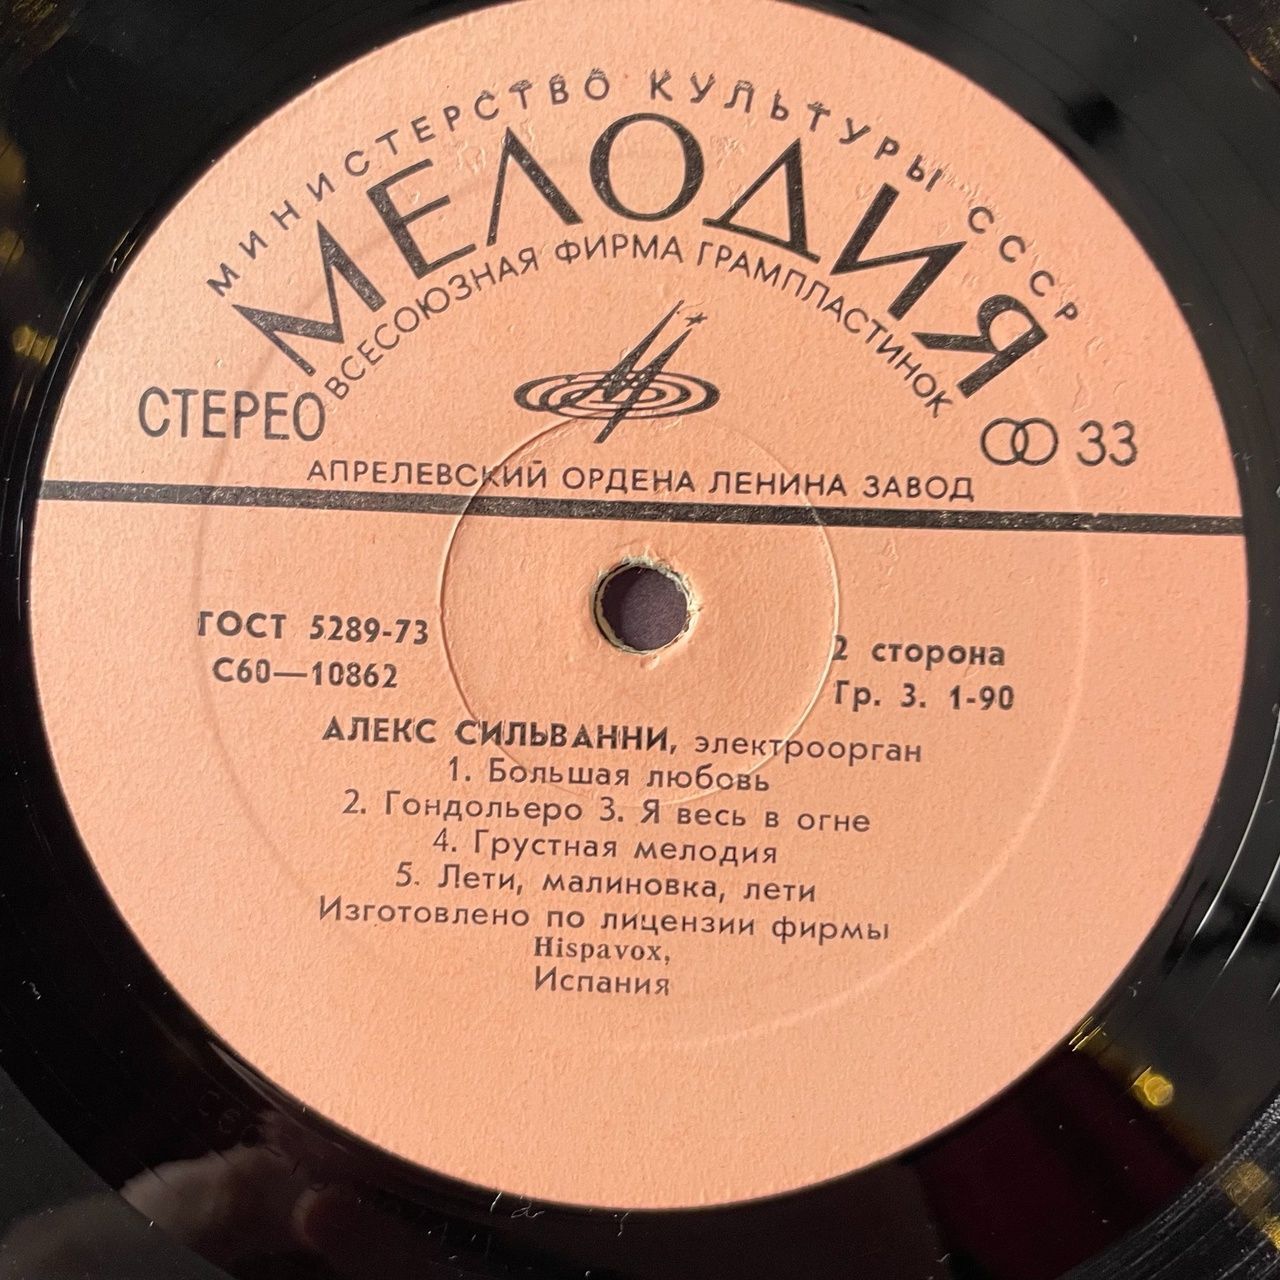 МИНИСТЕРСТВО КУЛЬТУРЫ СССР
МЕЛОДИЯ
ВСЕСОЮЗНАЯ ФИРМА ГРАМПЛАСТИНОК
СТЕРЕО
33
АПРЕЛЕВСКИЙ ОРДЕНА ЛЕНИНА ЗАВОД
ГОСТ 5289-73
С60—10862
2 сторона
Гр. 3. 1-90
АЛЕКС СИЛЬВАННИ, электроорган
1. Большая любовь
2. Гондольеро 3. Я весь в огне
4. Грустная мелодия
5. Лети, малиновка, лети
Изготовлено по лицензии фирмы
Hispavox,
Испания